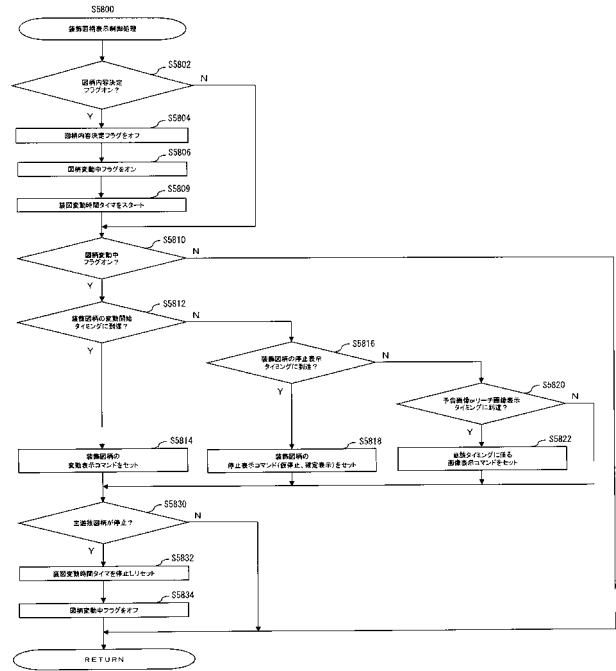 S5800
装飾図柄表示制御処理
S5802
図柄内容決定
フラグオン?
N
Y
S5804
図柄内容決定フラグをオフ
S5806
図柄変動中フラグをオン
S5809
装図変動時間タイマをスタート
S5810
図柄変動中
フラグオン?
N
Y
S5812
装飾図柄の変動開始
タイミングに到達?
N
Y
S5816
装飾図柄の停止表示
タイミングに到達?
N
Y
S5820
予告画像orリーチ画像表示
タイミングに到達?
N
Y
S5814
装飾図柄の
変動表示コマンドをセット
S5818
装飾図柄の
停止表示コマンド(仮停止、確定表示)をセット
S5822
当該タイミングに係る
画像表示コマンドをセット
S5830
主遊技図柄が停止?
N
Y
S5832
装図変動時間タイマを停止しリセット
S5834
図柄変動中フラグをオフ
RETURN